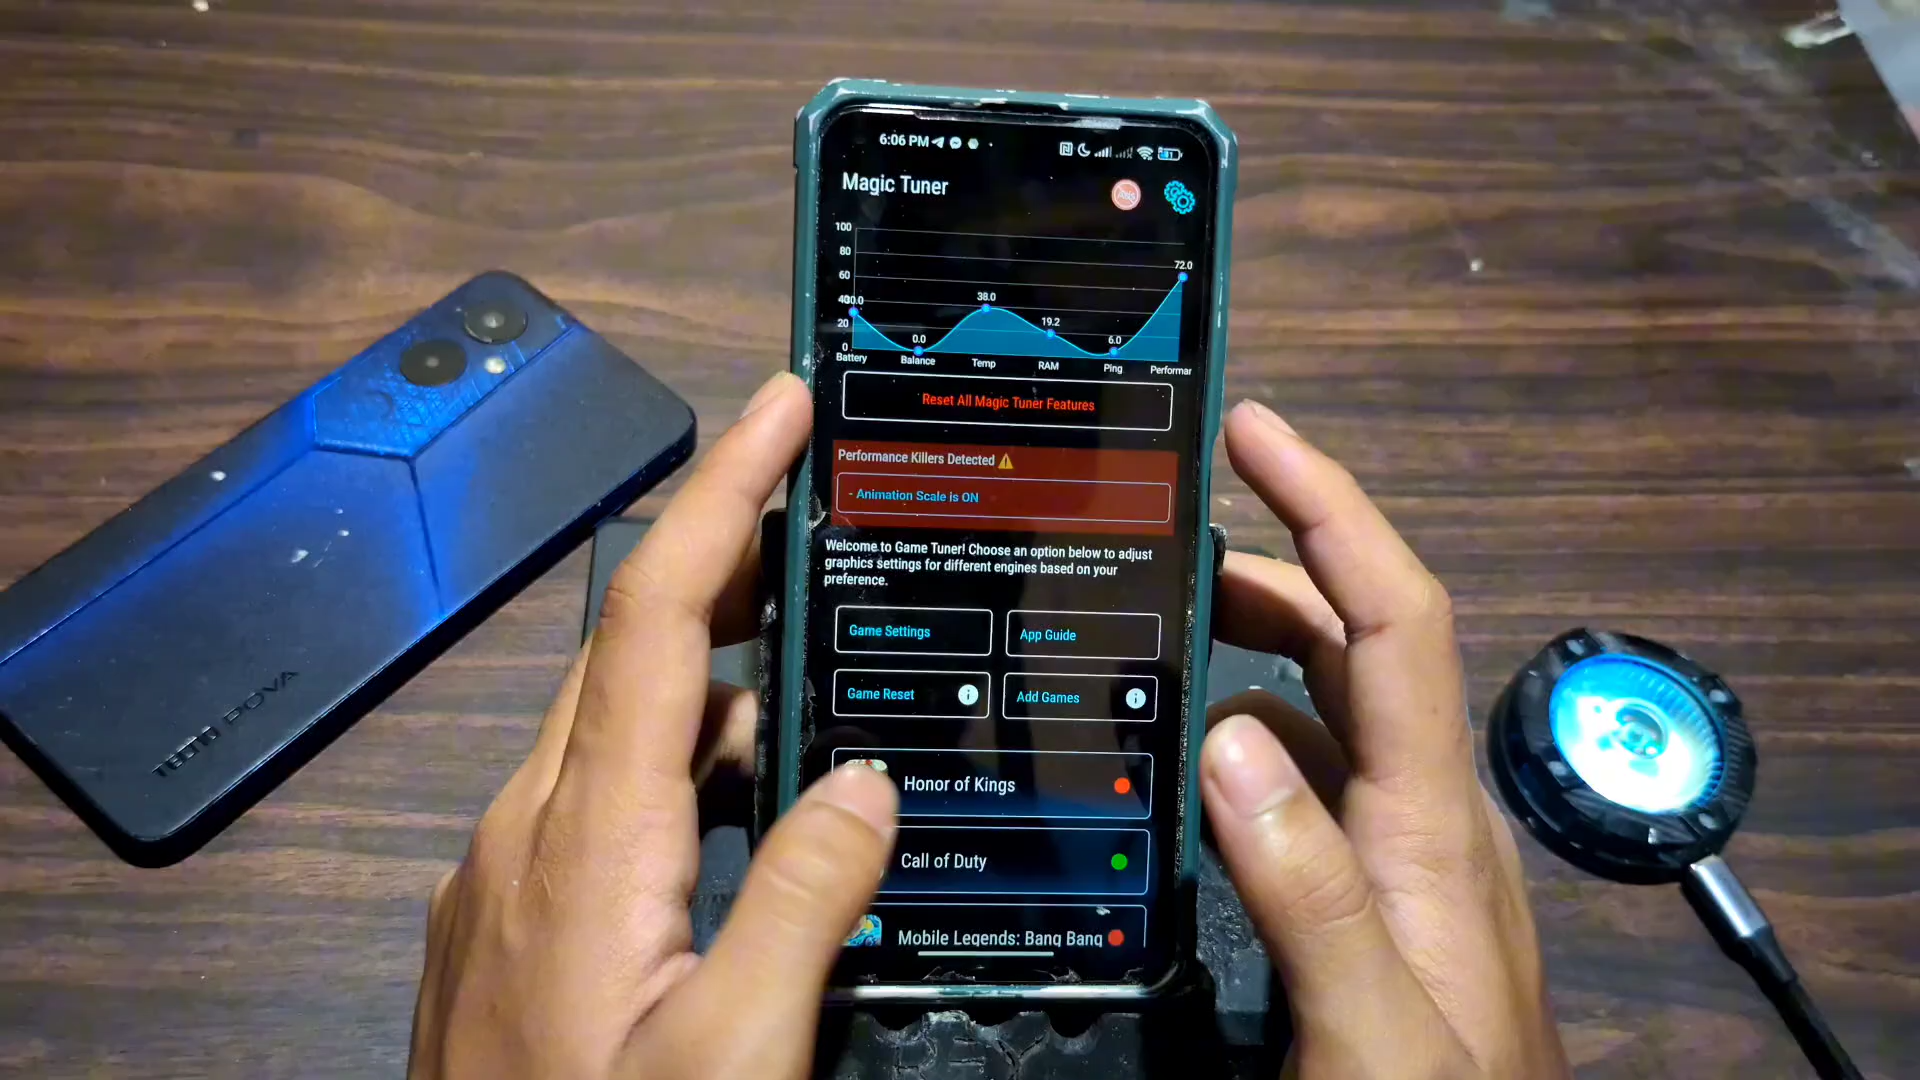 6:06 PM
Magic Tuner
100
80
60
40
20
0
0.0
38.0
19.2
6.0
72.0
Battery
Balance
Temp
RAM
Ping
Performar
Reset All Magic Tuner Features
Performance Killers Detected
- Animation Scale is ON
Welcome to Game Tuner! Choose an option below to adjust
graphics settings for different engines based on your
preference.
Game Settings
App Guide
Game Reset
Add Games
Honor of Kings
Call of Duty
Mobile Legends: Bang Bang
TECNO POVA